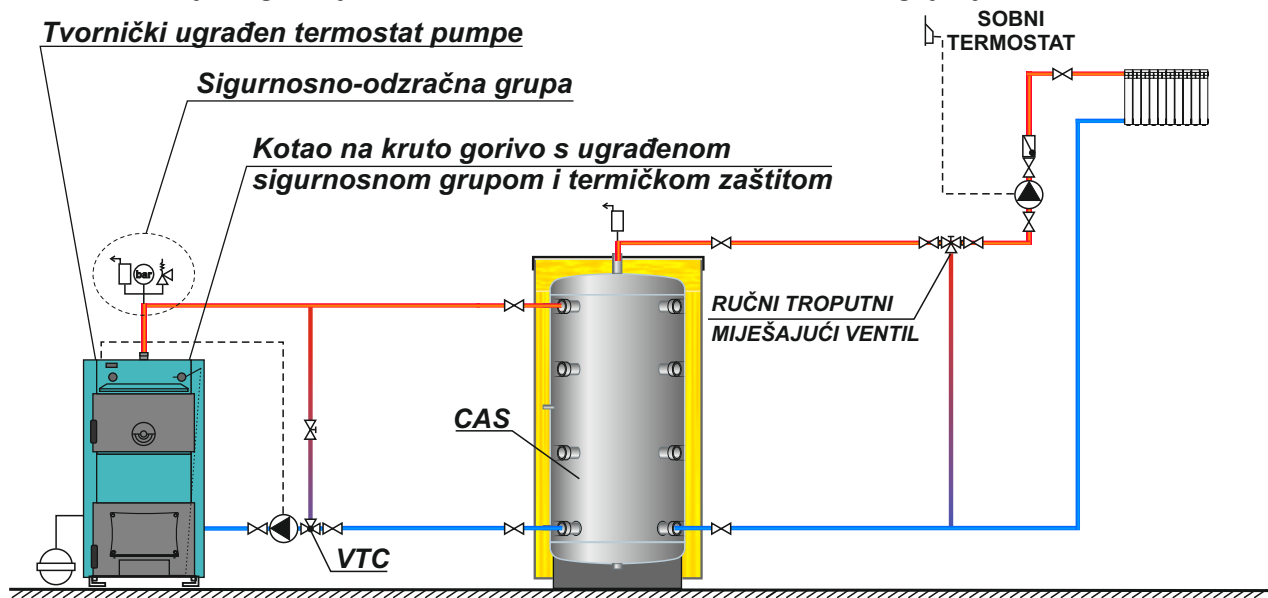 Tvornički ugrađen termostat pumpe
Sigurnosno-odzračna grupa
Kotao na kruto gorivo s ugrađenom
sigurnosnom grupom i termičkom zaštitom
SOBNI
TERMOSTAT
bar
RUČNI TROPUTNI
MIJEŠAJUĆI VENTIL
CAS
VTC